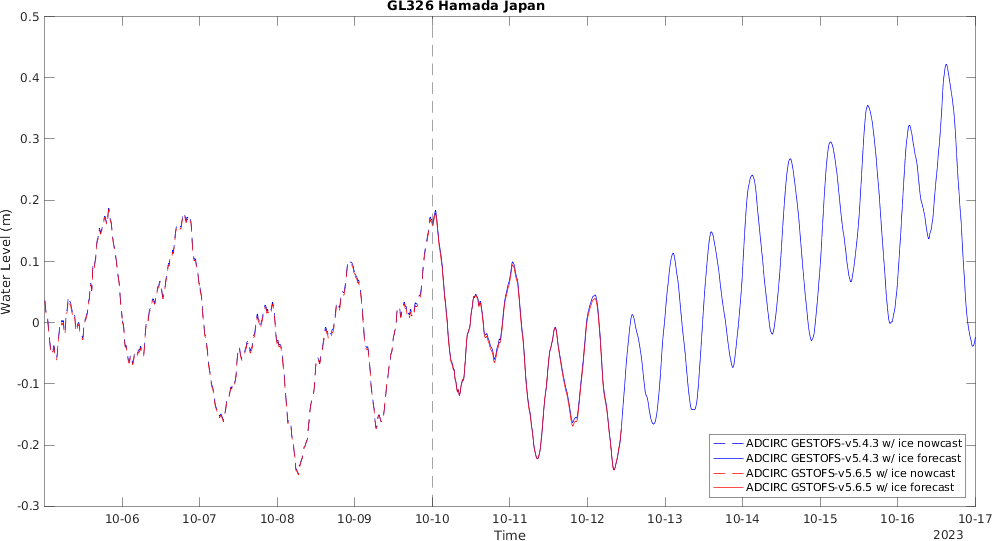 GL326 Hamada Japan
0.5
0.4
0.3
0.2
0.1
0
-0.1
-0.2
-0.3
Water Level (m)
ADCIRC GESTOFS-v5.4.3 w/ ice nowcast
ADCIRC GESTOFS-v5.4.3 w/ ice forecast
ADCIRC GSTOFS-v5.6.5 w/ ice nowcast
ADCIRC GSTOFS-v5.6.5 w/ ice forecast
10-06 10-07 10-08 10-09 10-10 10-11 10-12 10-13 10-14 10-15 10-16 10-17
Time
2023